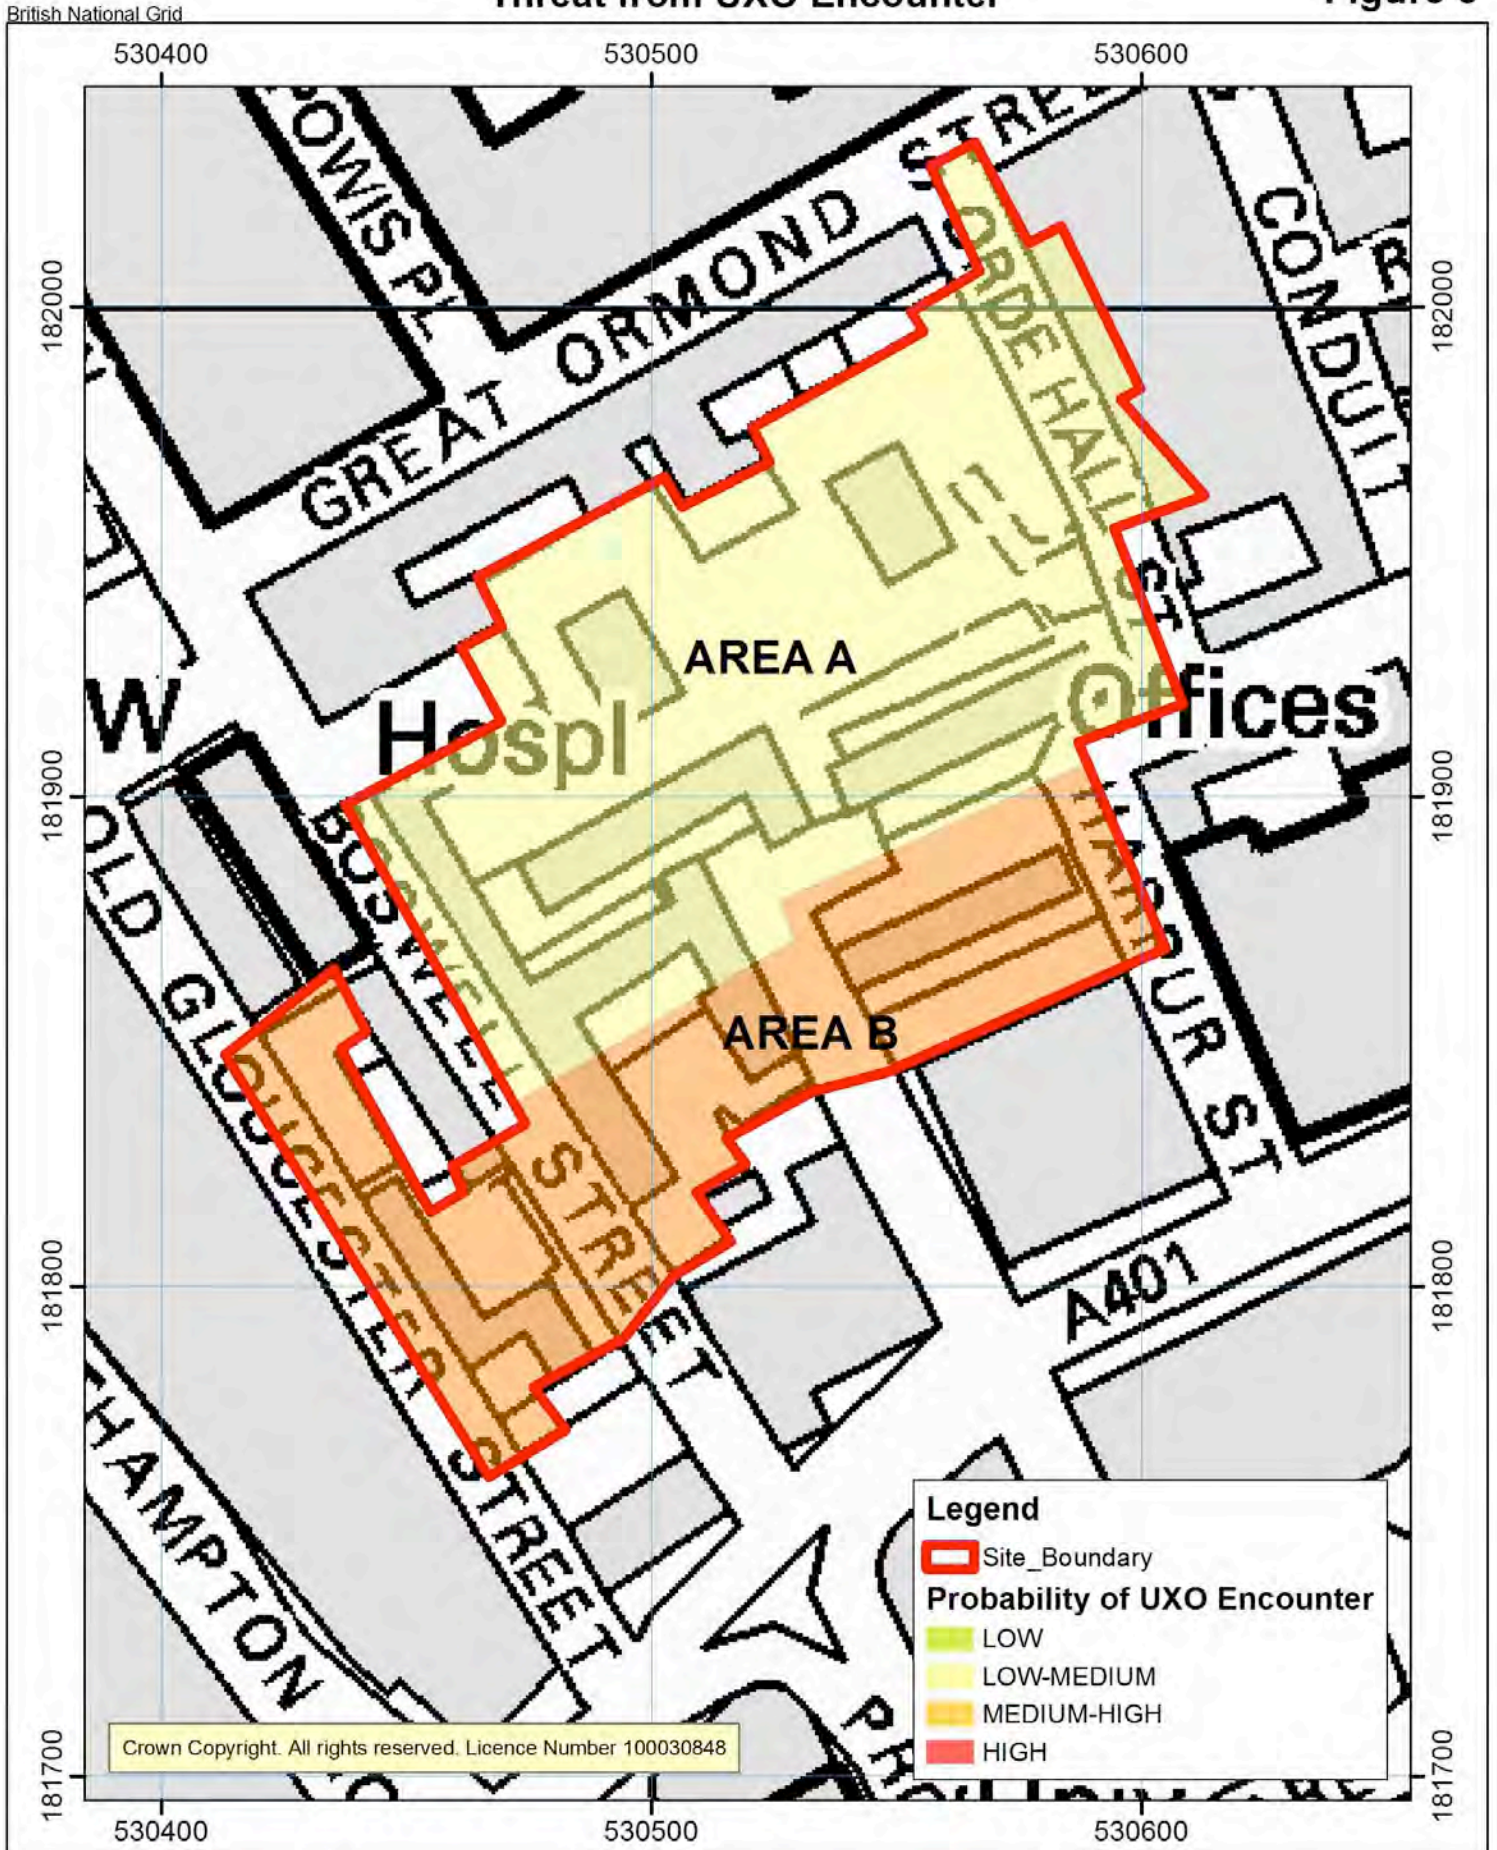 Threat from UXO Encounter
British National Grid
530400 530500 530600
POWIS PL
GREAT ORMOND STREET
ORDE HALL ST
CONDUIT
R
182000
182000
AREA A
W
Hospl
Offices
181900
181900
BOSWELL STREET
OLD GLOUCESTER STREET
AREA B
HARBOUR ST
A401
181800
181800
THAMPTON
Legend
Site_Boundary
Probability of UXO Encounter
LOW
LOW-MEDIUM
MEDIUM-HIGH
HIGH
Crown Copyright. All rights reserved. Licence Number 100030848
181700
181700
530400 530500 530600